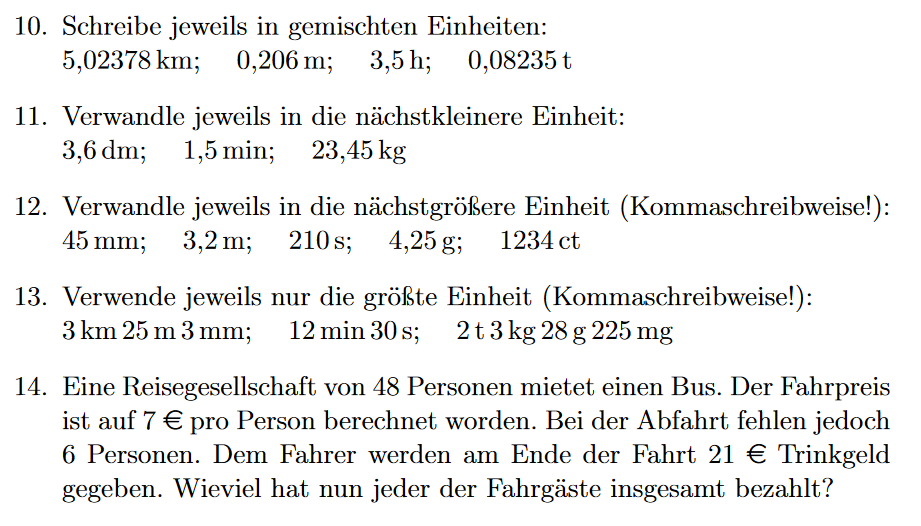 10. Schreibe jeweils in gemischten Einheiten:
5,02378 km; 0,206 m; 3,5 h; 0,08235 t
11. Verwandle jeweils in die nächstkleinere Einheit:
3,6 dm; 1,5 min; 23,45 kg
12. Verwandle jeweils in die nächstgrößere Einheit (Kommaschreibweise!):
45 mm; 3,2 m; 210 s; 4,25 g; 1234 ct
13. Verwende jeweils nur die größte Einheit (Kommaschreibweise!):
3 km 25 m 3 mm; 12 min 30 s; 2 t 3 kg 28 g 225 mg
14. Eine Reisegesellschaft von 48 Personen mietet einen Bus. Der Fahrpreis
ist auf 7 € pro Person berechnet worden. Bei der Abfahrt fehlen jedoch
6 Personen. Dem Fahrer werden am Ende der Fahrt 21 € Trinkgeld
gegeben. Wieviel hat nun jeder der Fahrgäste insgesamt bezahlt?